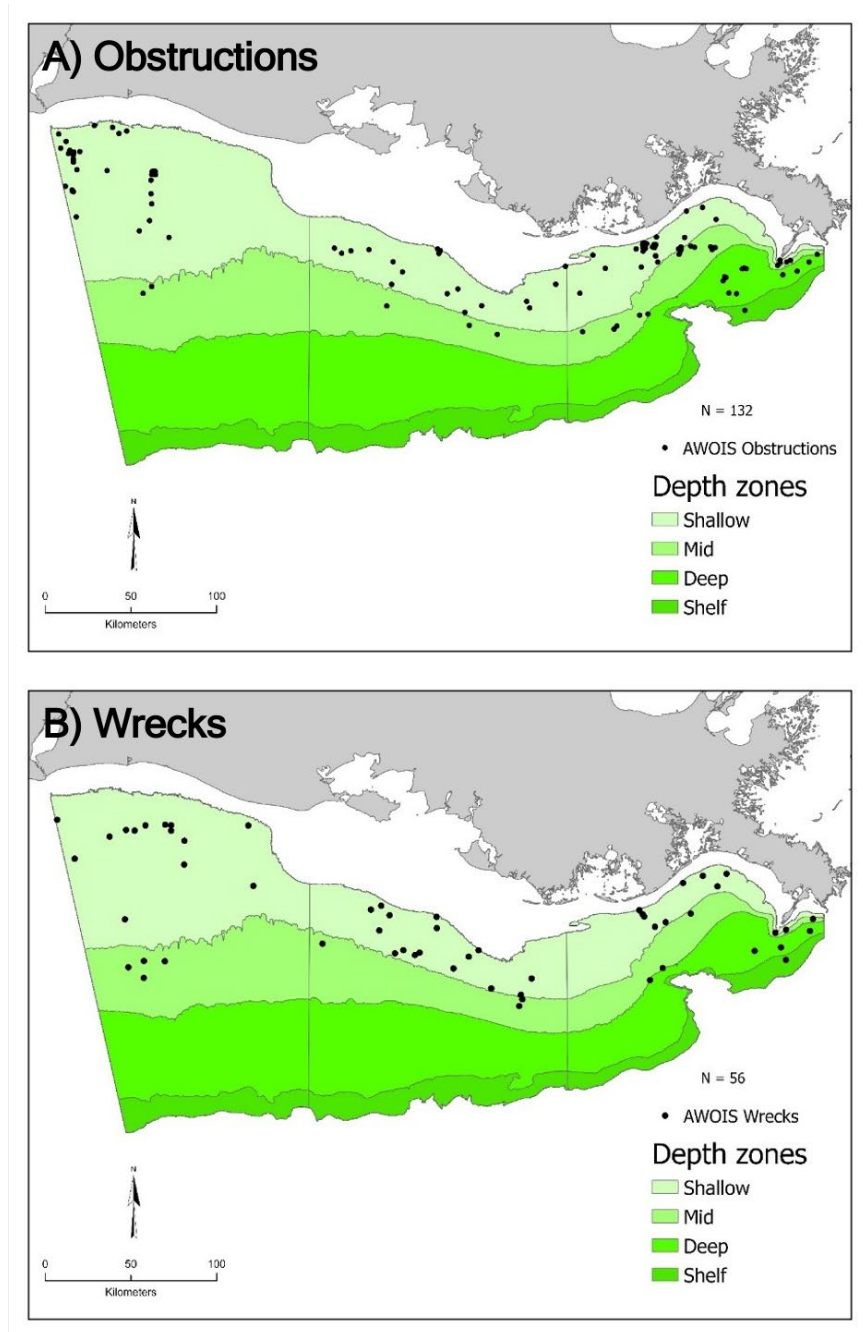 A) Obstructions
N = 132
AWOIS Obstructions
Depth zones
Shallow
Mid
Deep
Shelf
N
0 50 100
Kilometers
B) Wrecks
N = 56
AWOIS Wrecks
Depth zones
Shallow
Mid
Deep
Shelf
N
0 50 100
Kilometers